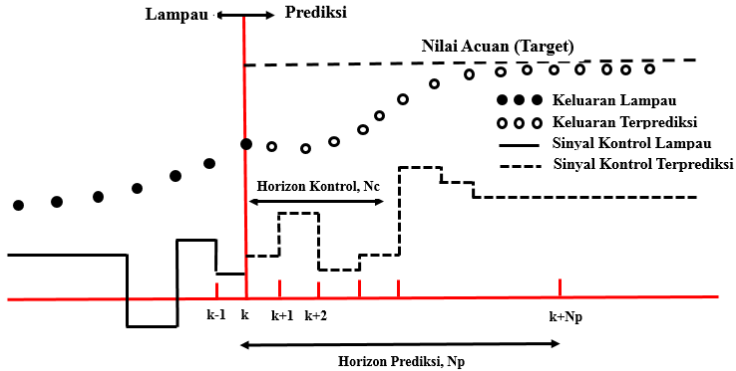 Lampau
Prediksi
Nilai Acuan (Target)
Keluaran Lampau
Keluaran Terprediksi
Sinyal Kontrol Lampau
Sinyal Kontrol Terprediksi
Horizon Kontrol, Nc
k-1
k
k+1
k+2
k+Np
Horizon Prediksi, Np